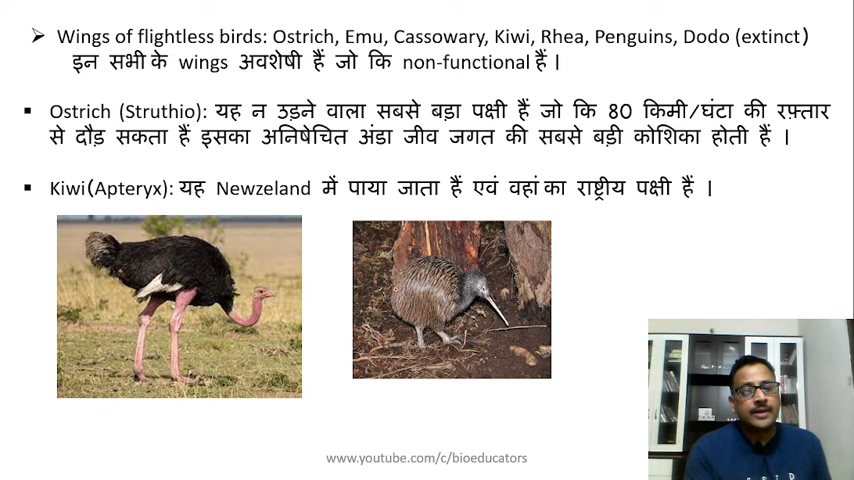 Wings of flightless birds: Ostrich, Emu, Cassowary, Kiwi, Rhea, Penguins, Dodo (extinct)
इन सभी के wings अवशेषी हैं जो कि non-functional हैं।
Ostrich (Struthio): यह न उड़ने वाला सबसे बड़ा पक्षी हैं जो कि 80 किमी/घंटा की रफ़्तार
से दौड़ सकता हैं इसका अनिषेचित अंडा जीव जगत की सबसे बड़ी कोशिका होती हैं ।
Kiwi(Apteryx): यह Newzeland में पाया जाता हैं एवं वहां का राष्ट्रीय पक्षी हैं ।
www.youtube.com/c/bioeducators